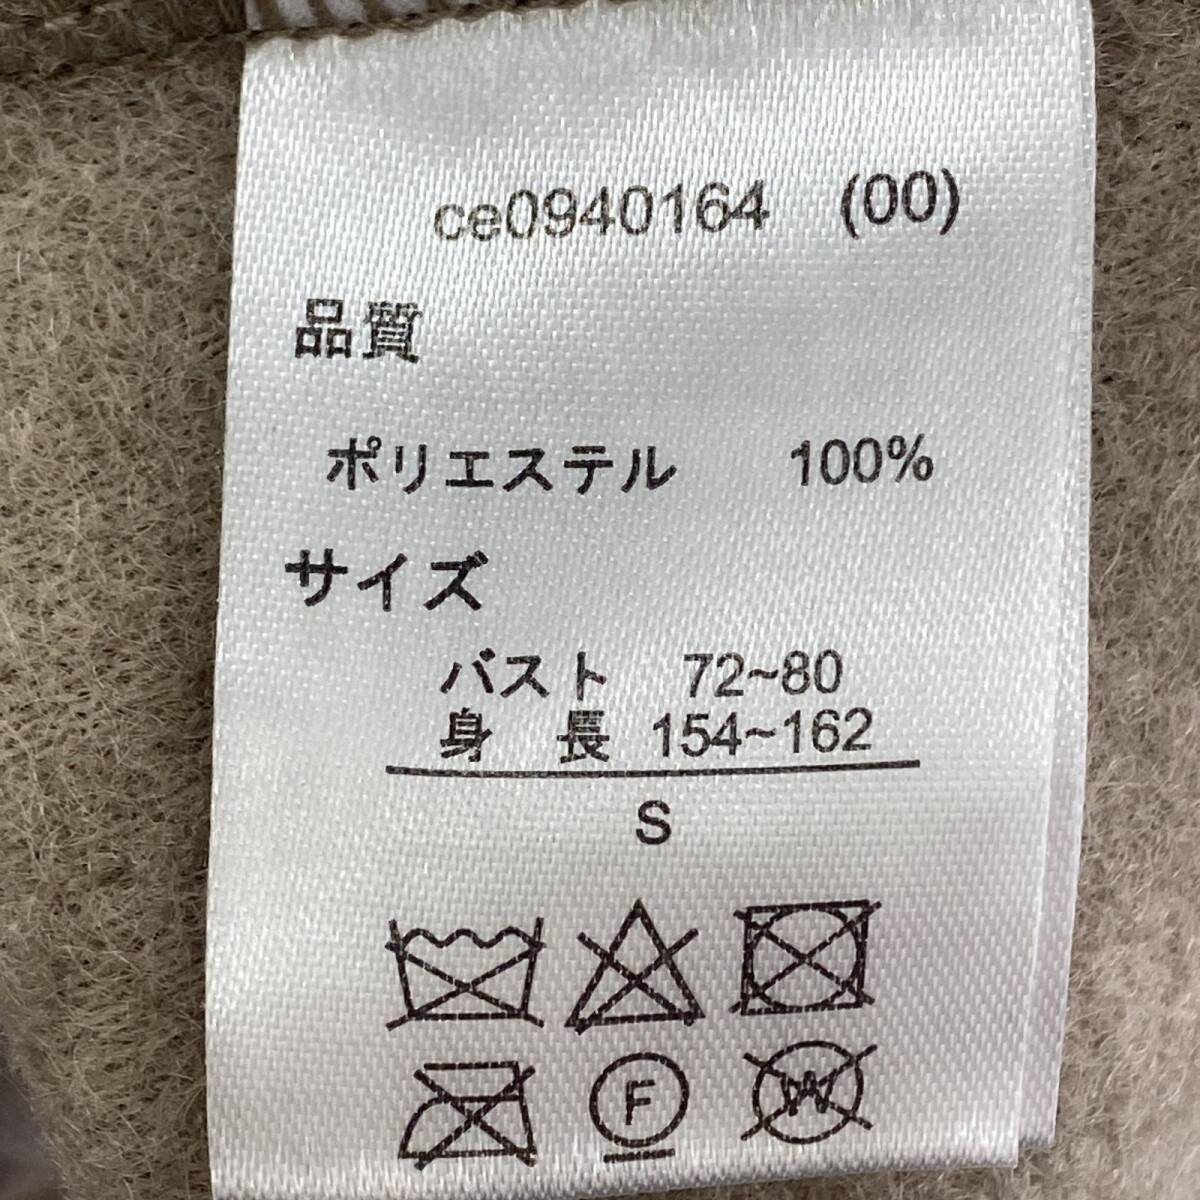 ce0940164 (00)
品質
ポリエステル 100%
サイズ
バスト 72~80
身 長 154~162
S
F
W